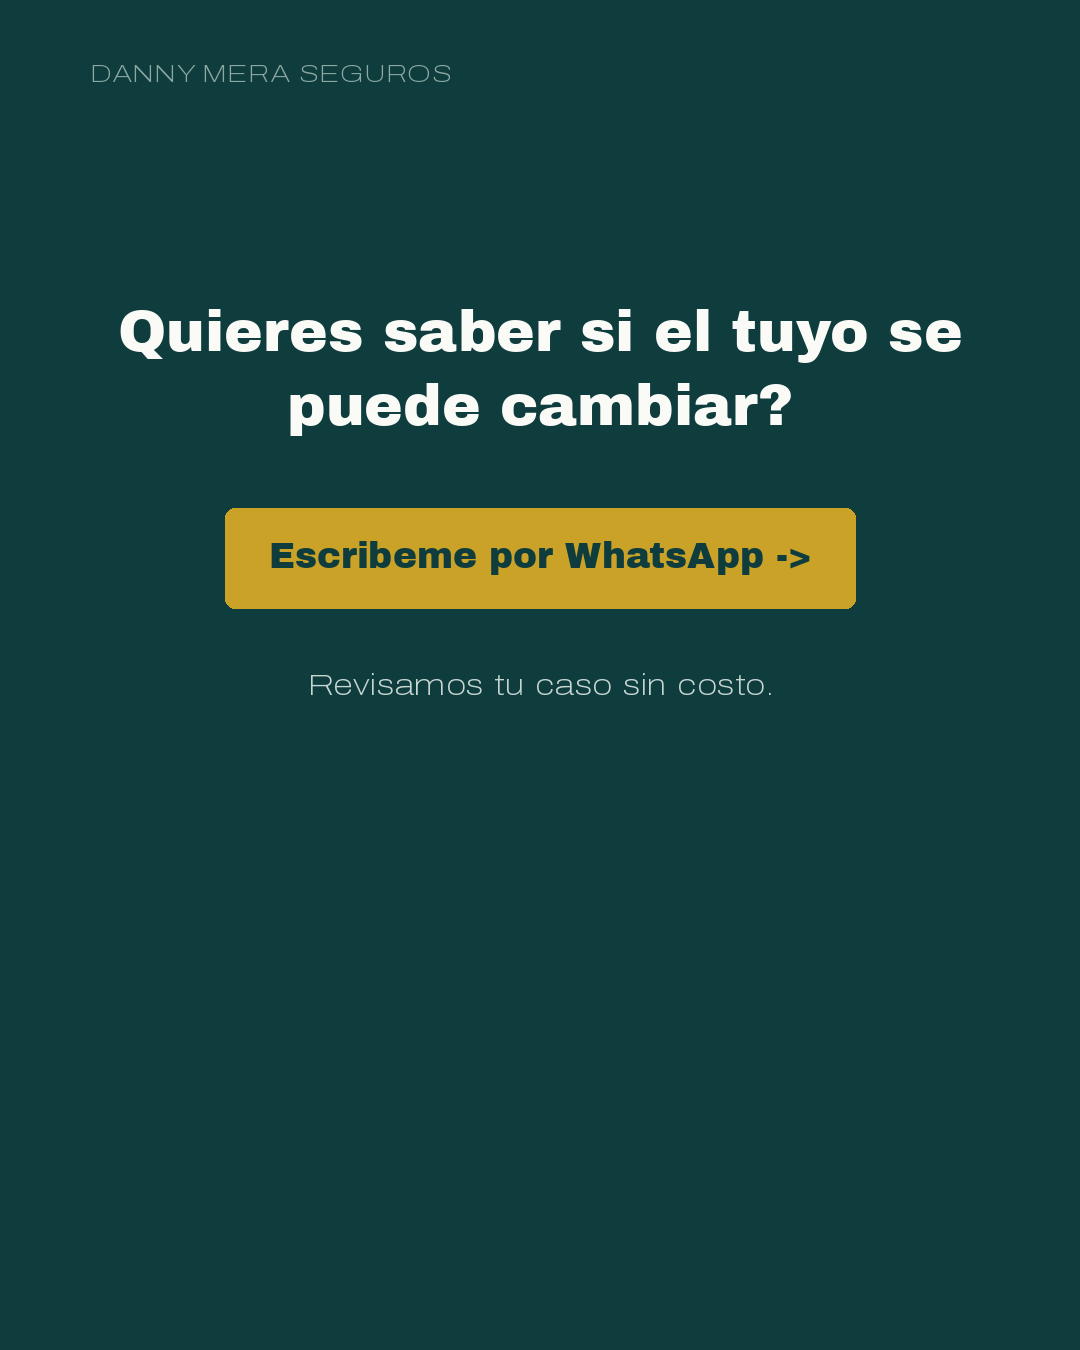 DANNY MERA SEGUROS
Quieres saber si el tuyo se
puede cambiar?
Escribeme por WhatsApp ->
Revisamos tu caso sin costo.